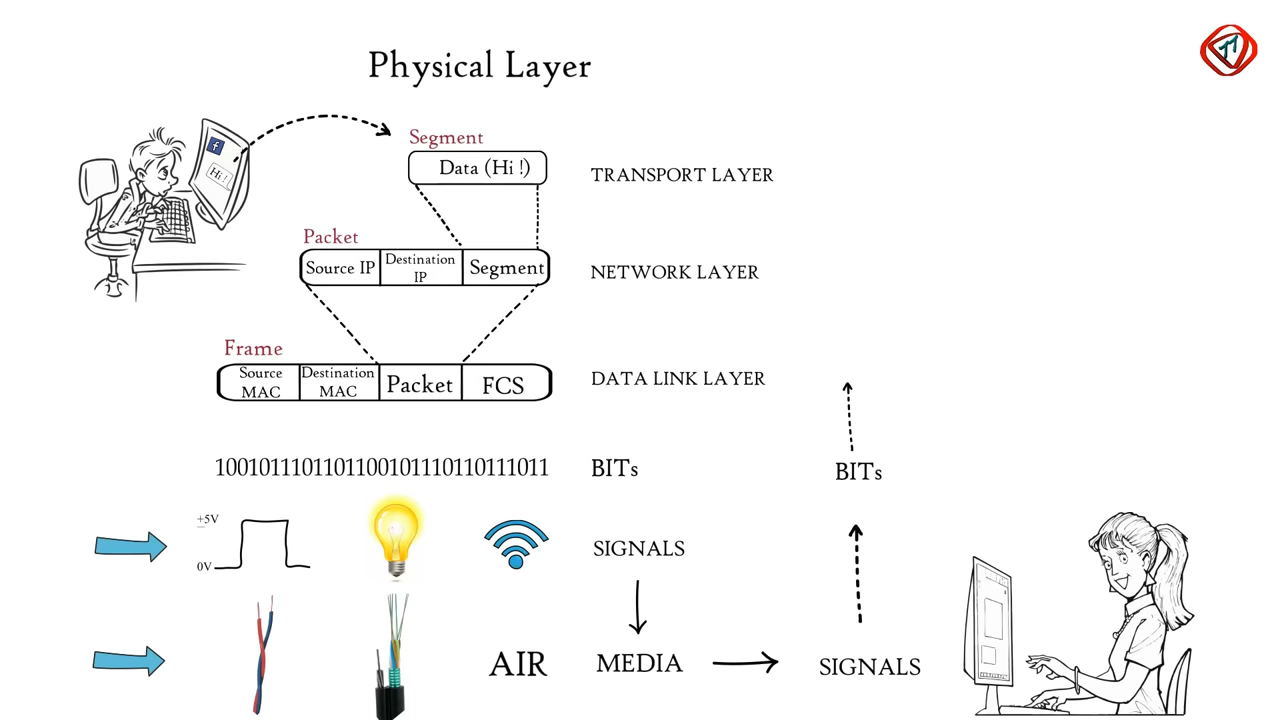 Physical Layer
Segment
Data (Hi !)
TRANSPORT LAYER
f
Hi !
Packet
Source IP
Destination
IP
Segment
NETWORK LAYER
Frame
Source
MAC
Destination
MAC
Packet
FCS
DATA LINK LAYER
1001011101101100101110110111011
BITs
BITs
+5V
0V
SIGNALS
AIR
MEDIA
SIGNALS